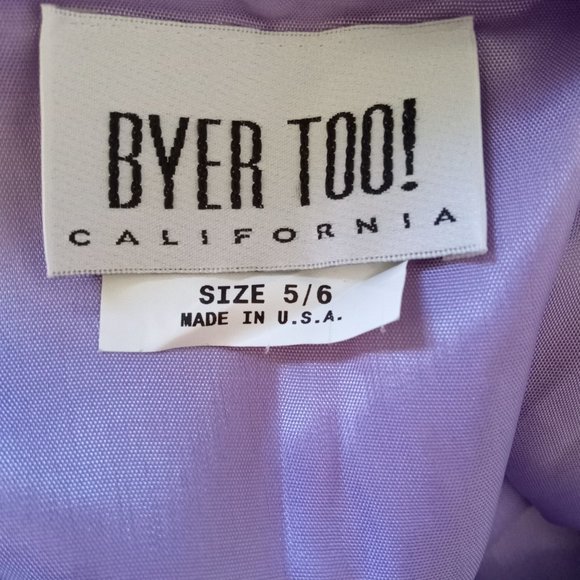 BYER TOO!
CALIFORNIA
SIZE 5/6
MADE IN U.S.A.